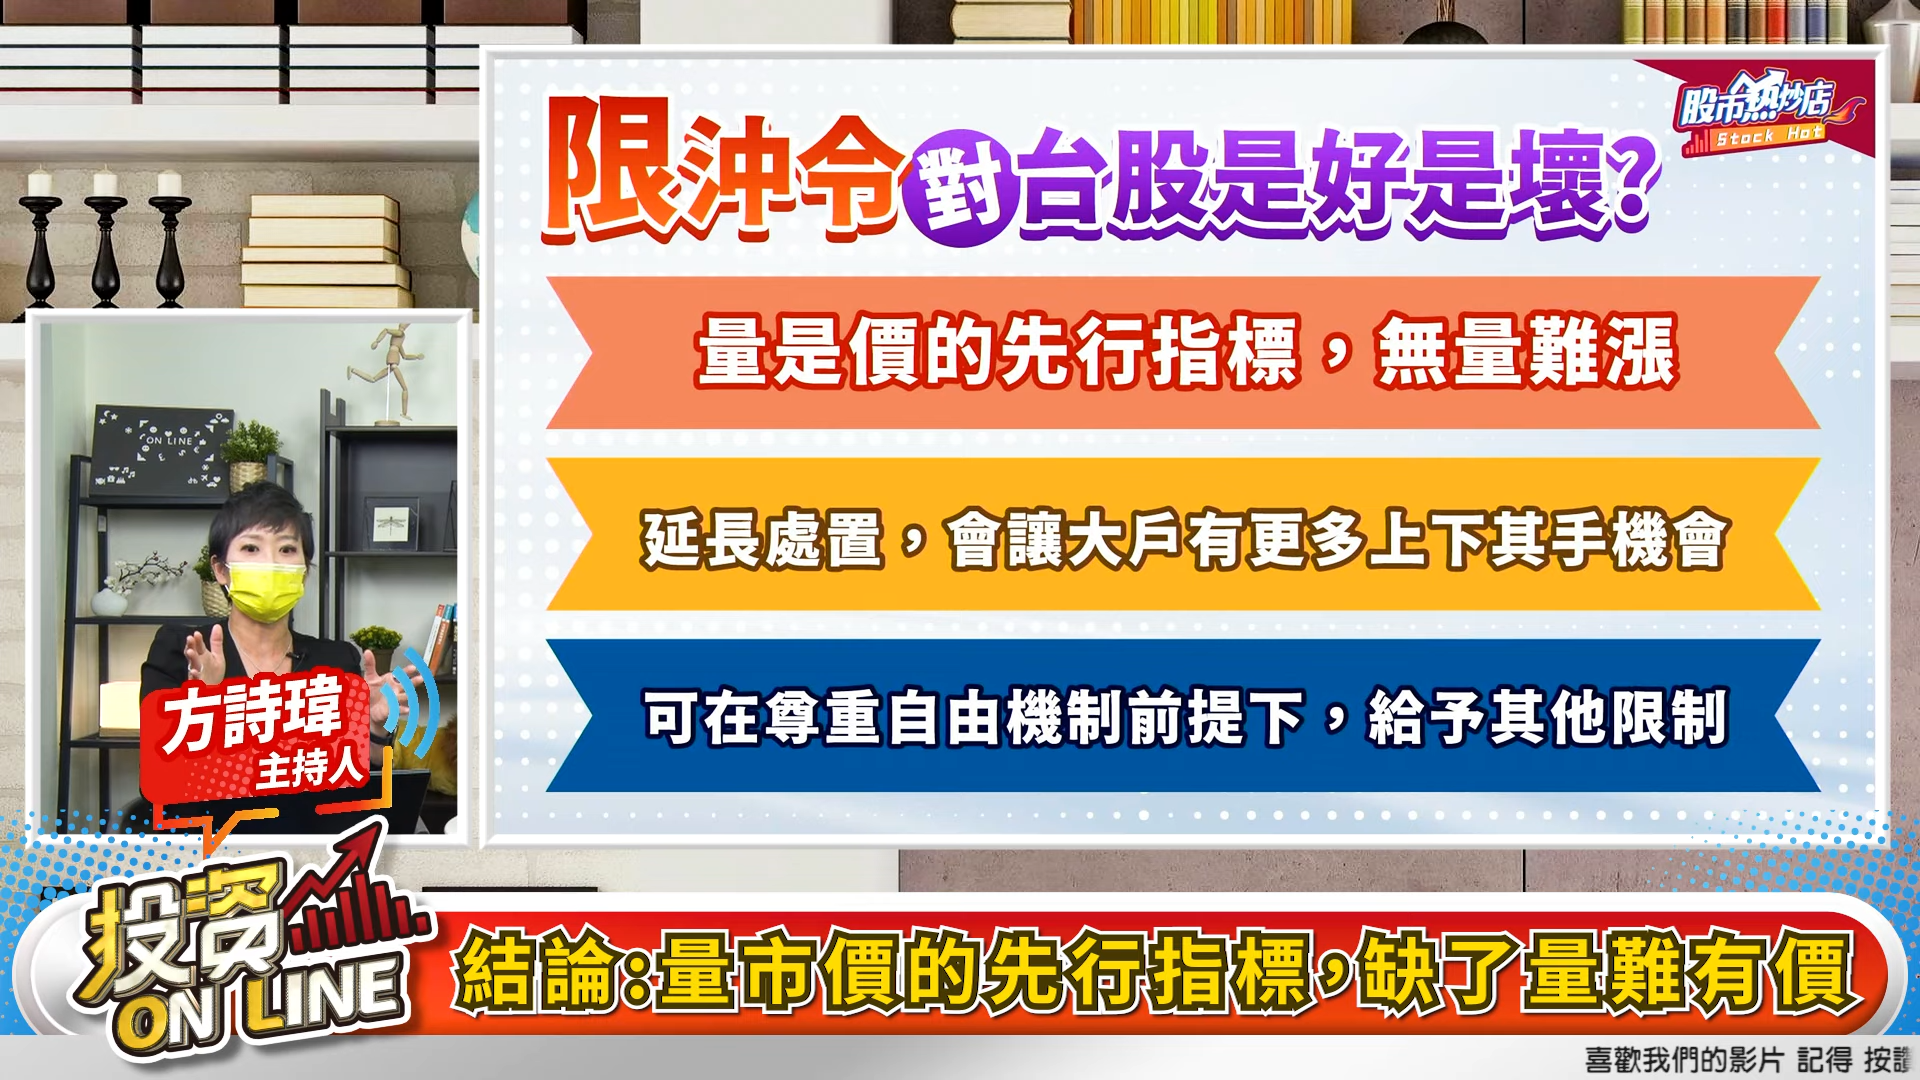 股市熱炒店
Stock Hot
限沖令對台股是好是壞?
量是價的先行指標，無量難漲
延長處置，會讓大戶有更多上下其手機會
可在尊重自由機制前提下，給予其他限制
ON LINE
方詩瑋
主持人
投資
ON LINE
結論:量市價的先行指標，缺了量難有價
喜歡我們的影片 記得 按讚